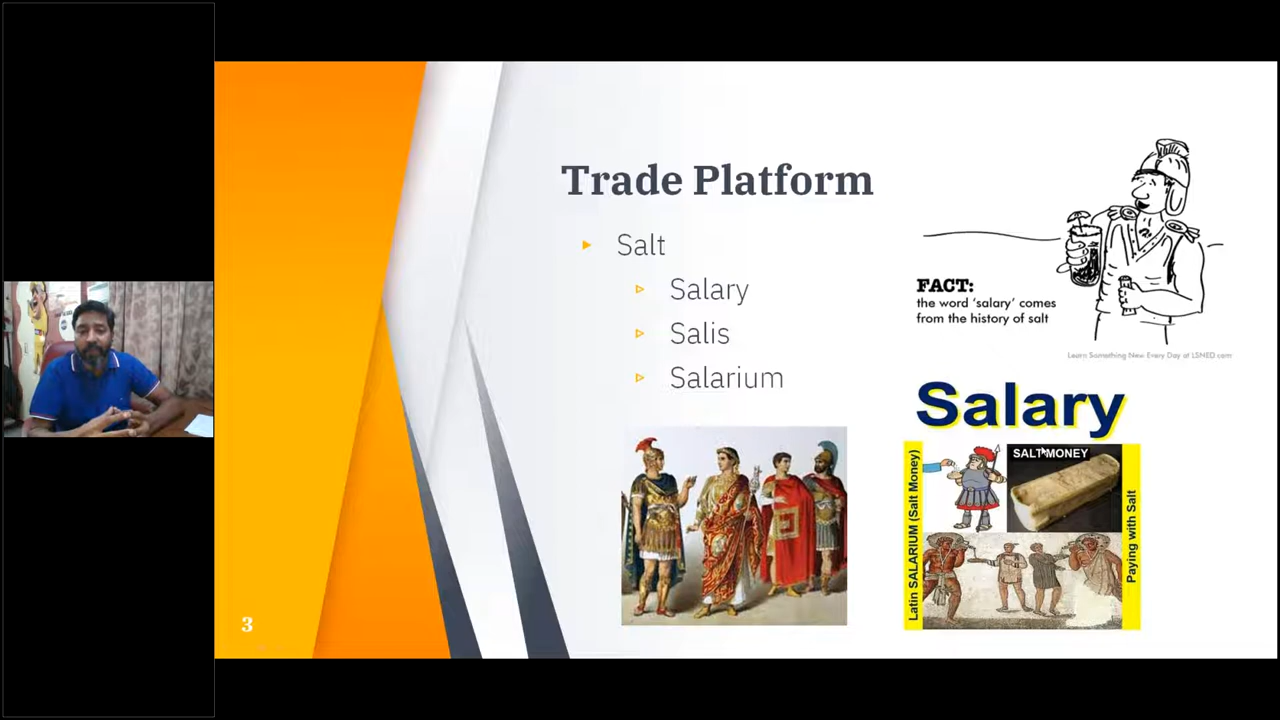 Trade Platform
Salt
Salary
Salis
Salarium
FACT:
the word 'salary' comes
from the history of salt
Learn Something New Every Day at LSNED.com
Salary
Latin SALARIUM (Salt Money)
SALT MONEY
Paying with Salt
3